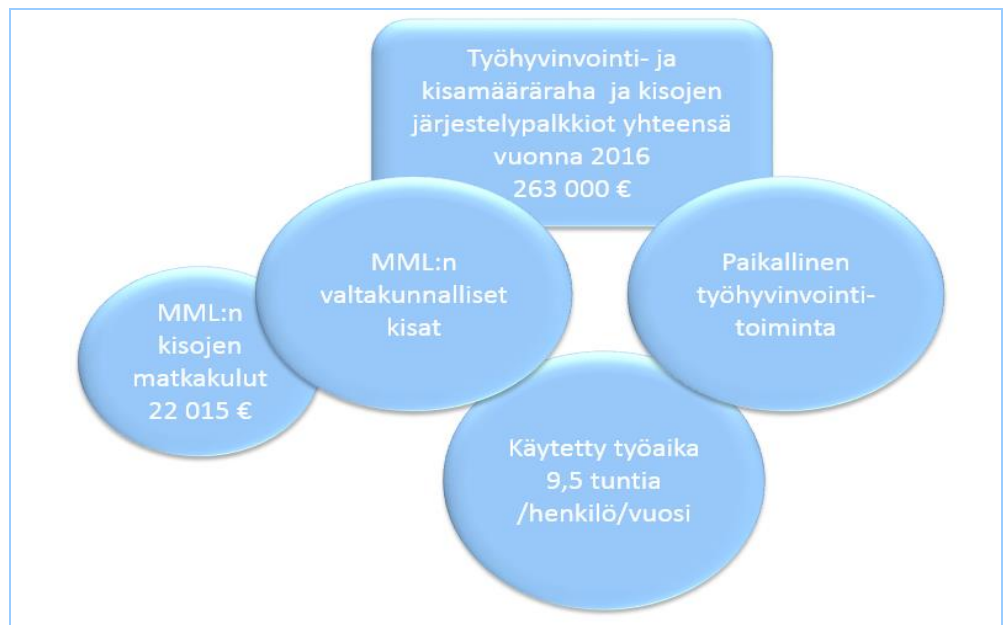 Työhyvinvointi- ja
kisamääräraha ja kisojen
järjestelypalkkiot yhteensä
vuonna 2016
263 000 €
MML:n
valtakunnalliset
kisat
Paikallinen
työhyvinvointi-
toiminta
MML:n
kisojen
matkakulut
22 015 €
Käytetty työaika
9,5 tuntia
/henkilö/vuosi